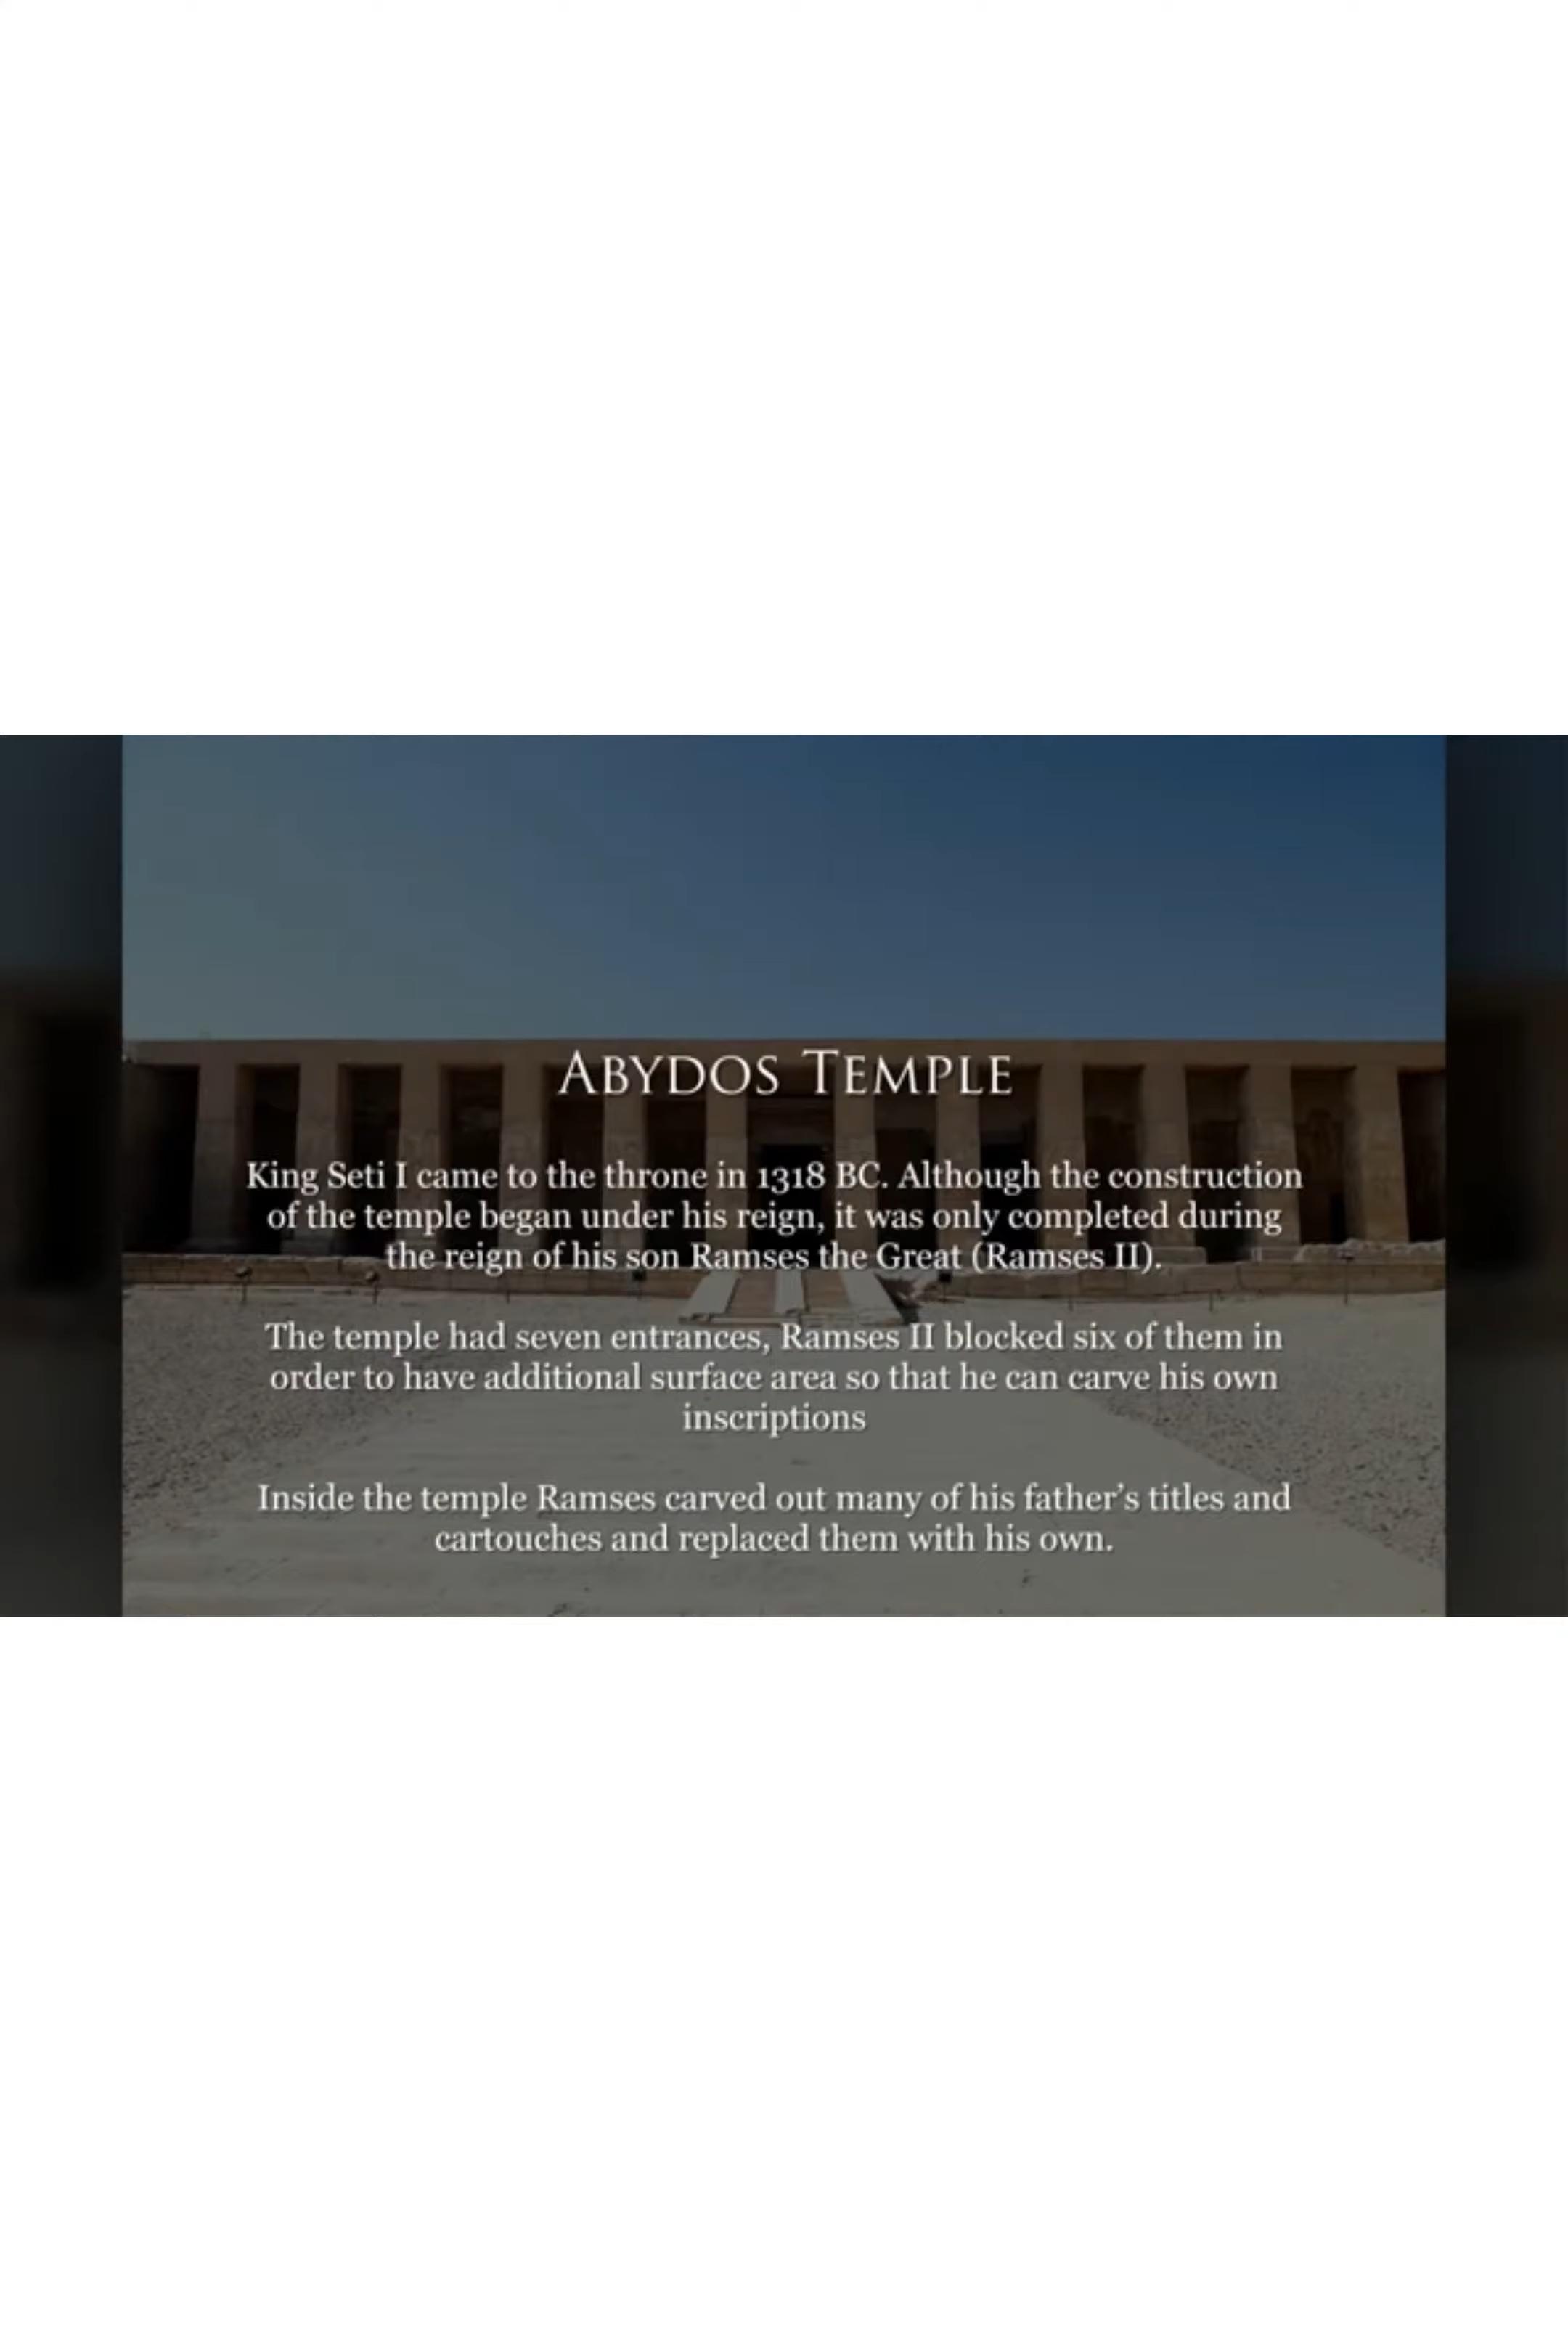 ABYDOS TEMPLE
King Seti I came to the throne in 1318 BC. Although the construction
of the temple began under his reign, it was only completed during
the reign of his son Ramses the Great (Ramses II).
The temple had seven entrances, Ramses II blocked six of them in
order to have additional surface area so that he can carve his own
inscriptions
Inside the temple Ramses carved out many of his father’s titles and
cartouches and replaced them with his own.